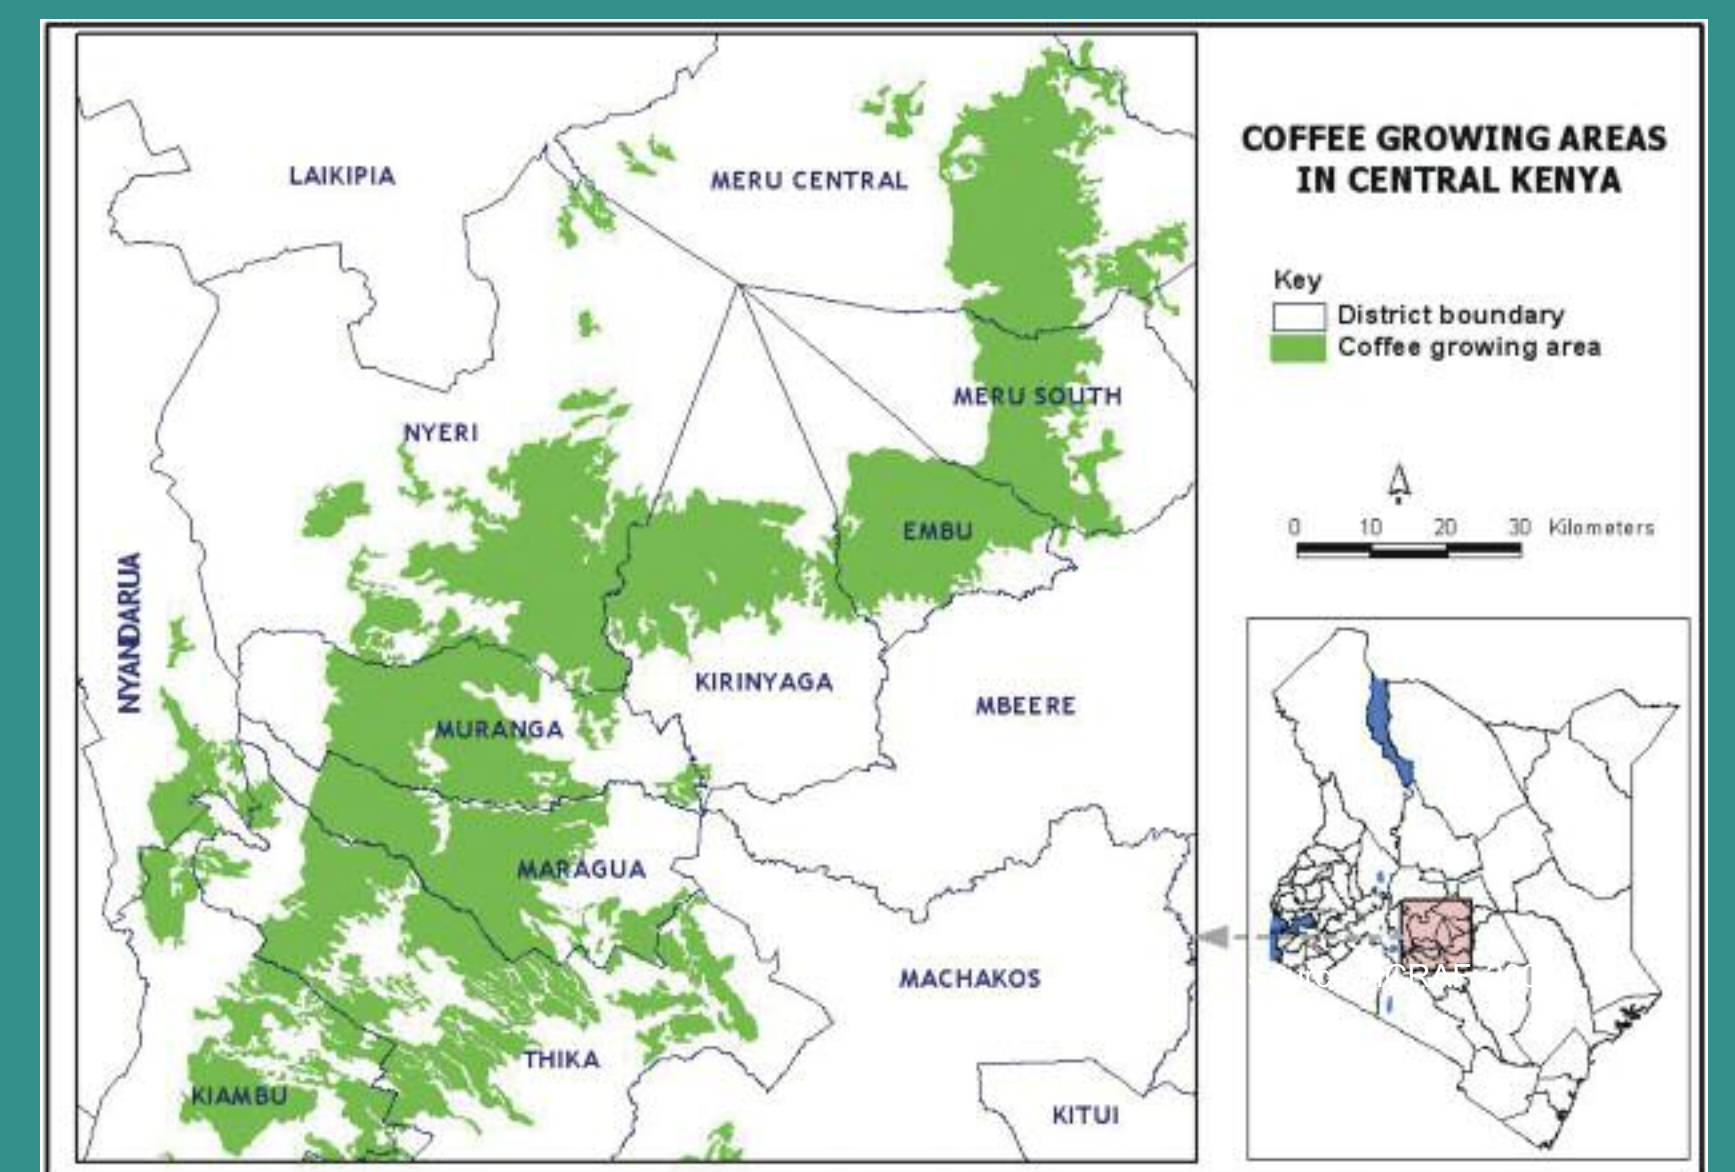 COFFEE GROWING AREAS
IN CENTRAL KENYA
Key
District boundary
Coffee growing area
0 10 20 30 Kilometers
LAIKIPIA
MERU CENTRAL
MERU SOUTH
NYERI
EMBU
NYANDARUA
KIRINYAGA
MBEERE
MURANGA
MARAGUA
MACHAKOS
THIKA
KIAMBU
KITUI